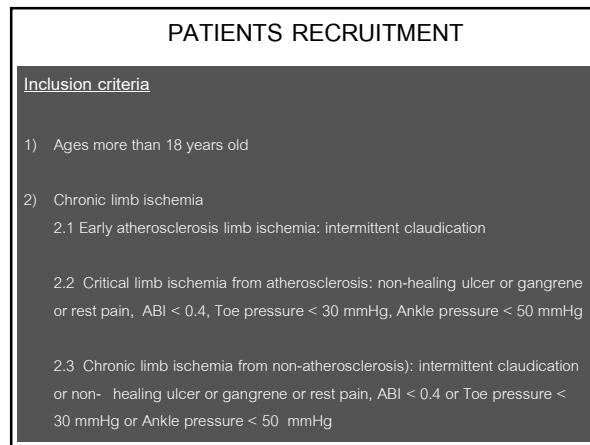 PATIENTS RECRUITMENT
Inclusion criteria
1) Ages more than 18 years old
2) Chronic limb ischemia
2.1 Early atherosclerosis limb ischemia: intermittent claudication
2.2 Critical limb ischemia from atherosclerosis: non-healing ulcer or gangrene
or rest pain, ABI < 0.4, Toe pressure < 30 mmHg, Ankle pressure < 50 mmHg
2.3 Chronic limb ischemia from non-atherosclerosis): intermittent claudication
or non- healing ulcer or gangrene or rest pain, ABI < 0.4 or Toe pressure <
30 mmHg or Ankle pressure < 50 mmHg